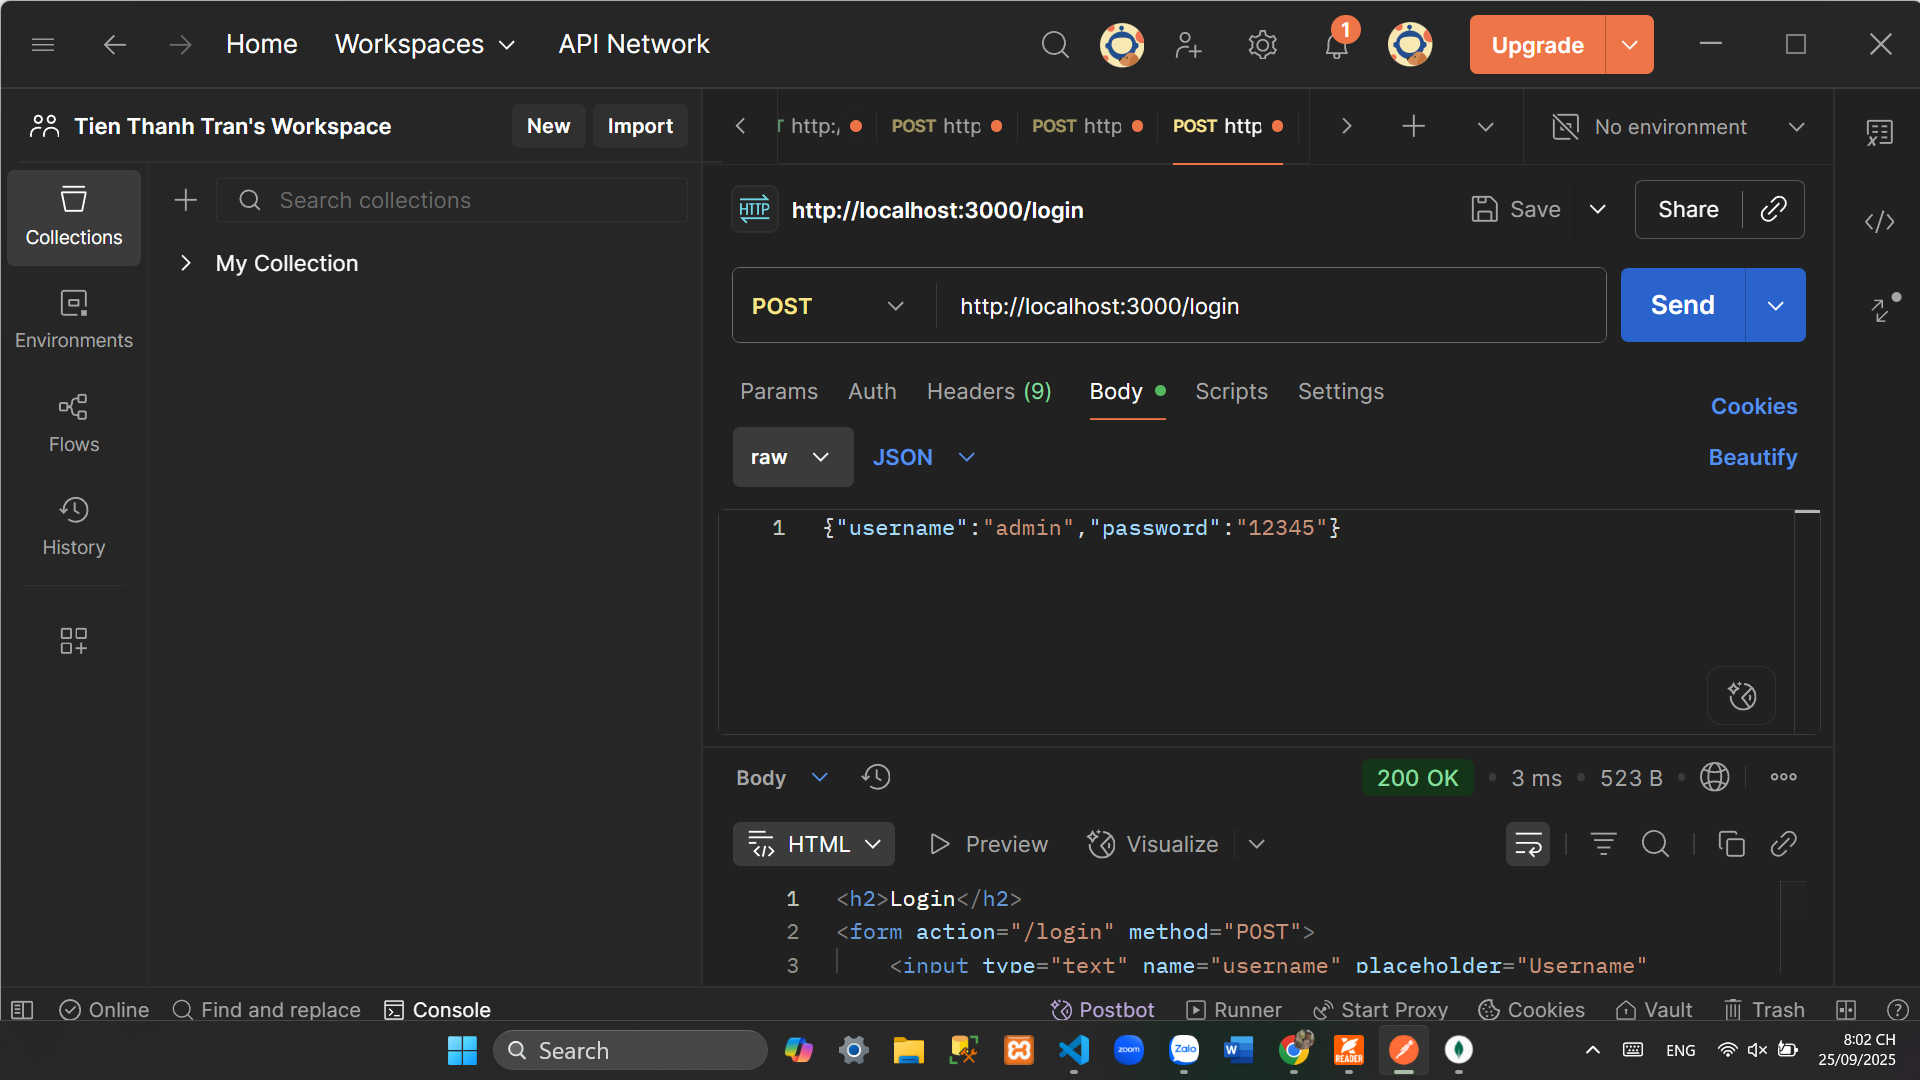 Home Workspaces API Network 1 Upgrade
Tien Thanh Tran's Workspace New Import
T http:/ POST http POST http POST http No environment
Collections
Search collections
My Collection
Environments
Flows
History
HTTP http://localhost:3000/login Save Share
POST http://localhost:3000/login Send
Params Auth Headers (9) Body Scripts Settings Cookies
raw JSON Beautify
1 {"username":"admin","password":"12345"}
Body 200 OK 3 ms 523 B
HTML Preview Visualize
1 <h2>Login</h2>
2 <form action="/login" method="POST">
3 <input type="text" name="username" placeholder="Username"
Online Find and replace Console Postbot Runner Start Proxy Cookies Vault Trash
Search zoom Zalo W READER ENG 8:02 CH
25/09/2025